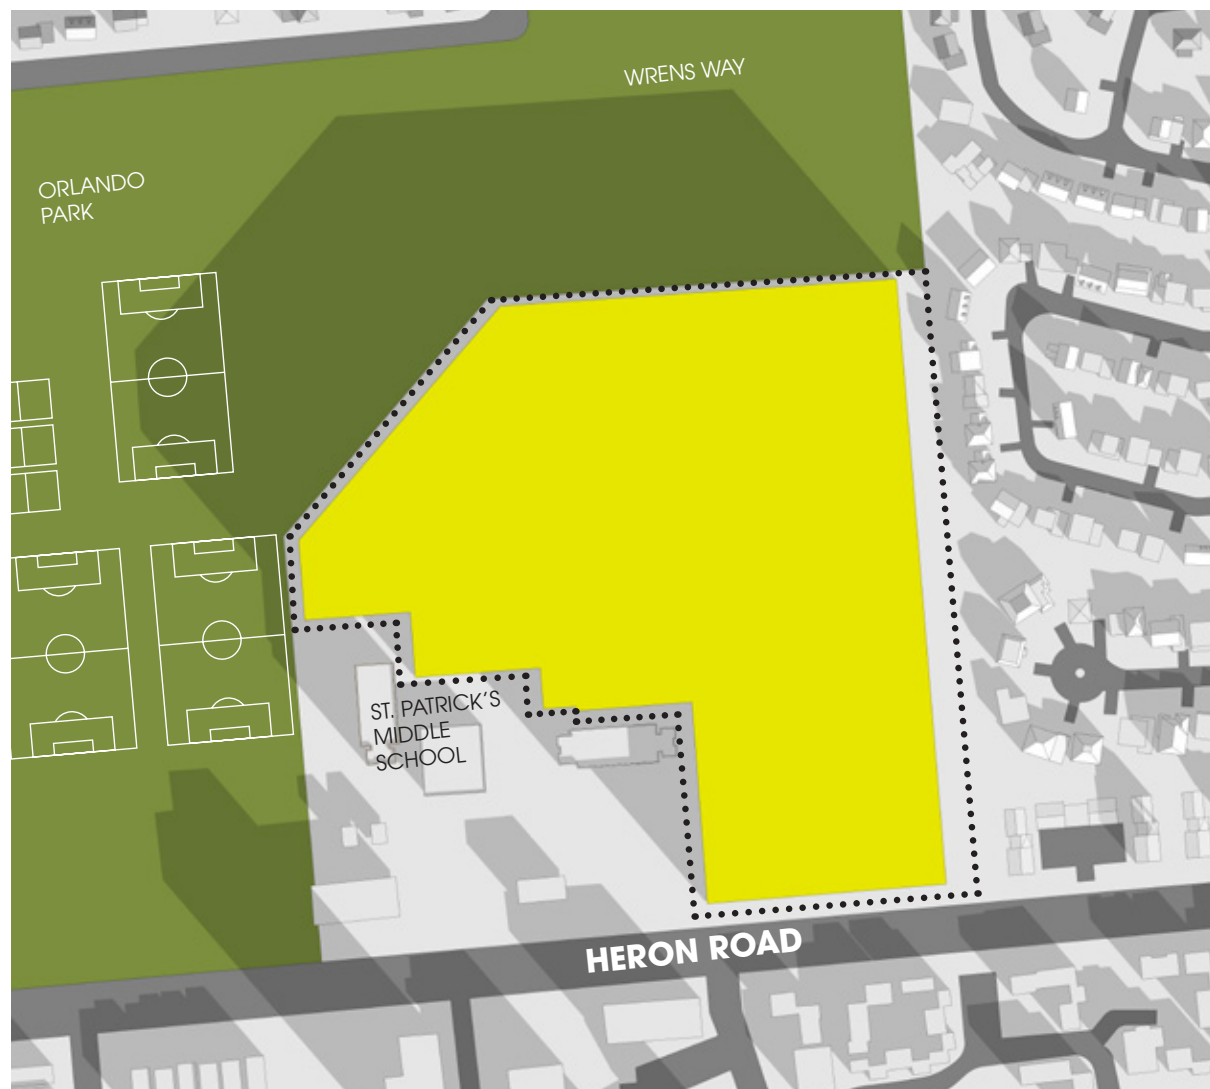 WRENS WAY
ORLANDO
PARK
ST. PATRICK'S
MIDDLE
SCHOOL
HERON ROAD